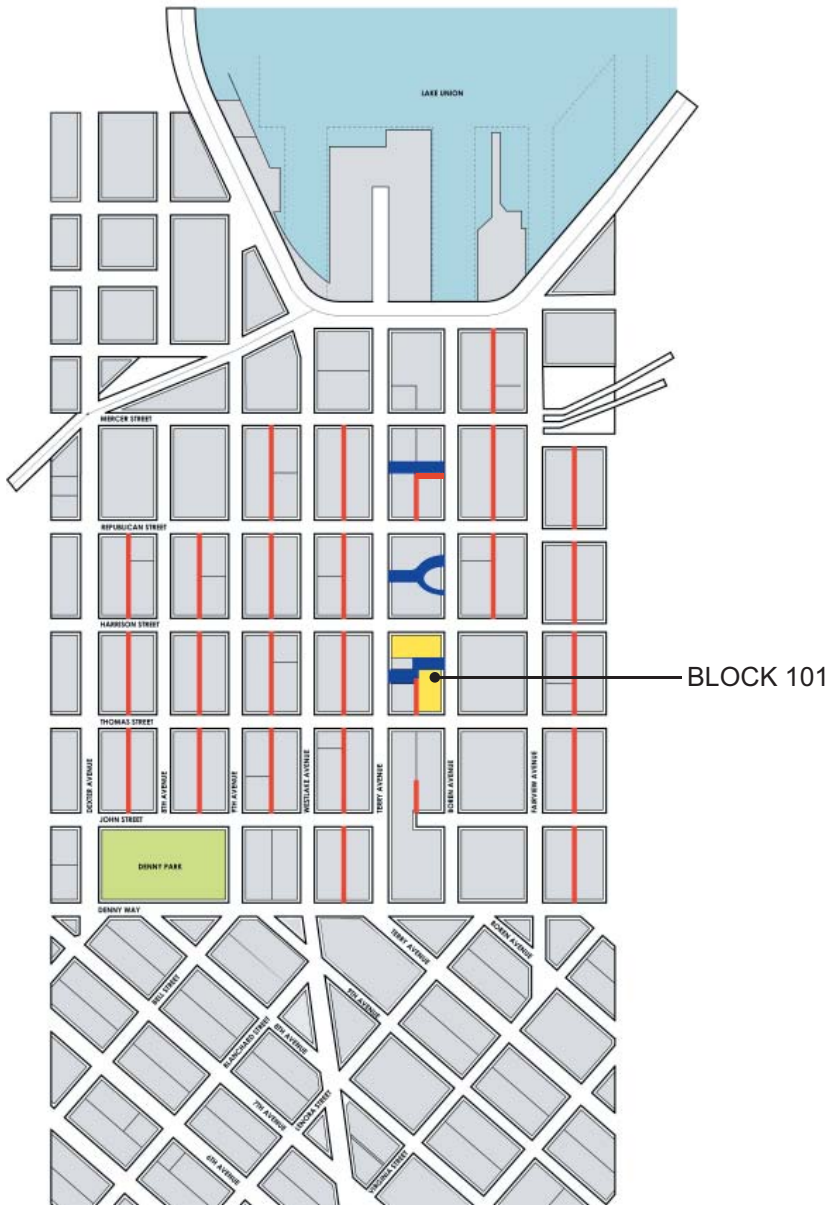 LAKE UNION
MERCER STREET
REPUBLICAN STREET
HARRISON STREET
BLOCK 101
THOMAS STREET
DEXTER AVENUE
8TH AVENUE
9TH AVENUE
WESTLAKE AVENUE
TERRY AVENUE
BOREN AVENUE
FAIRVIEW AVENUE
JOHN STREET
DENNY PARK
DENNY WAY
TERRY AVENUE
BOREN AVENUE
BELL STREET
9TH AVENUE
BLANCHARD STREET
8TH AVENUE
7TH AVENUE
LENORA STREET
6TH AVENUE
VIRGINIA STREET